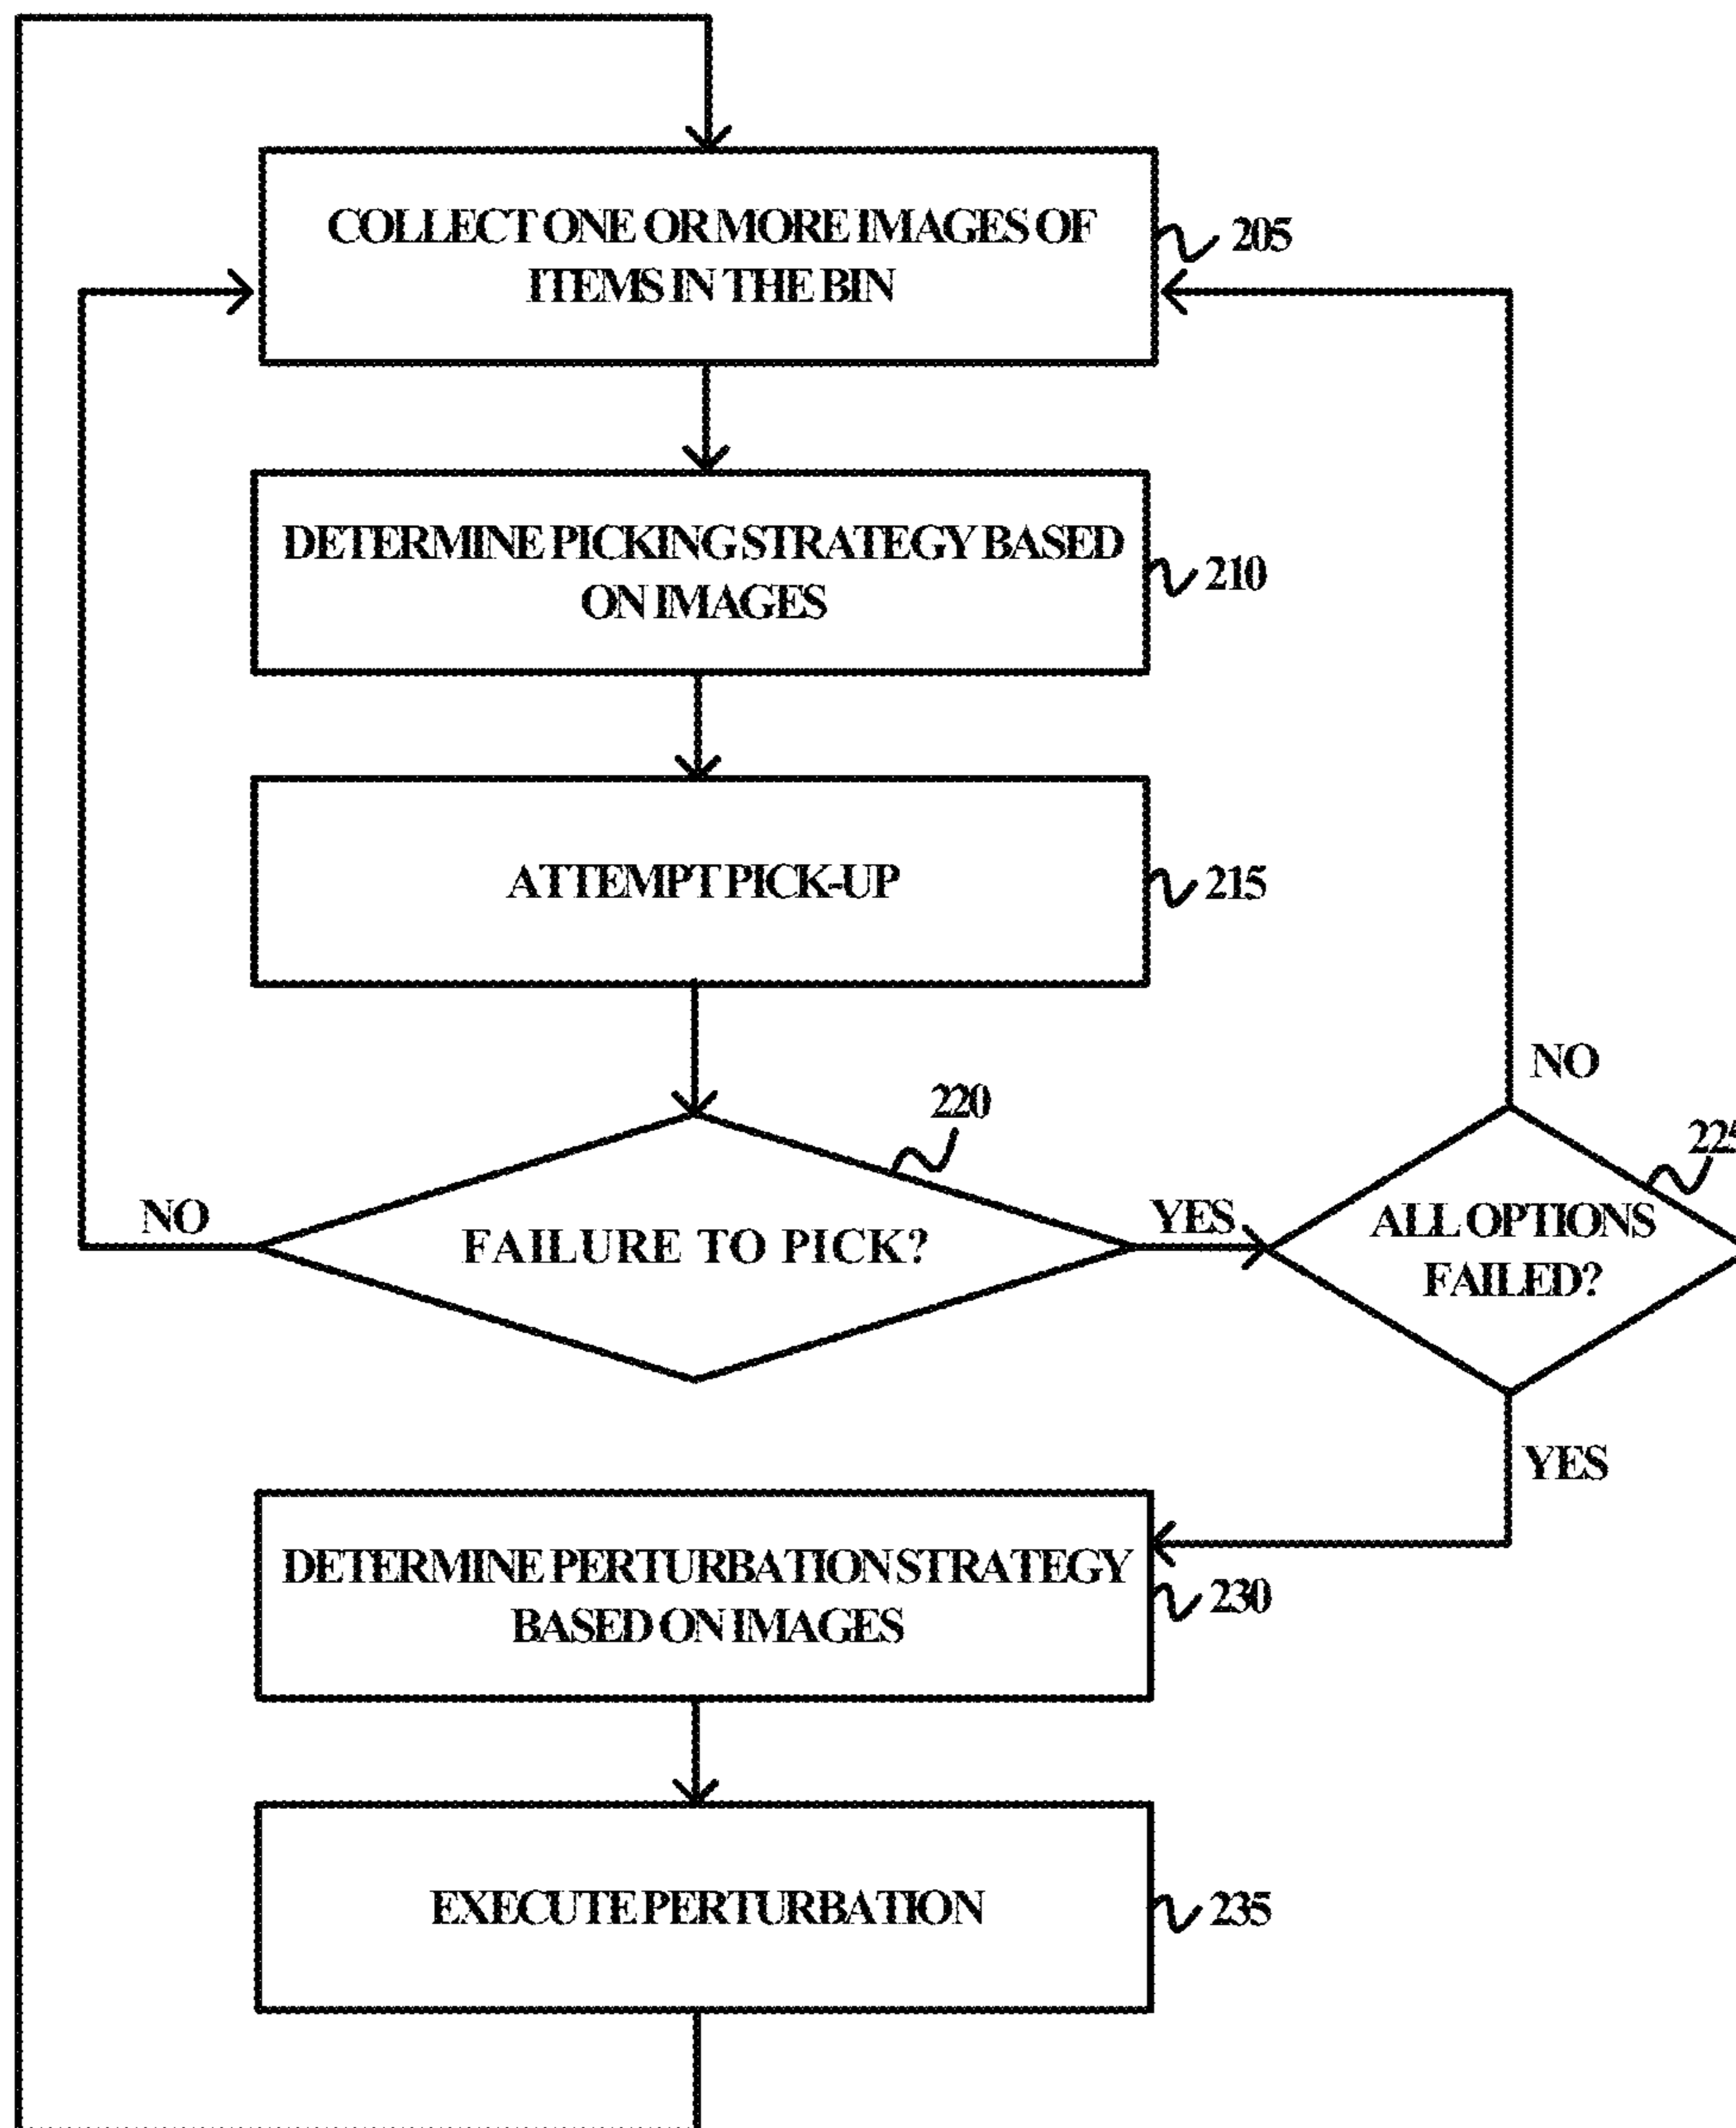 COLLECT ONE OR MORE IMAGES OF
ITEMS IN THE BIN
205
DETERMINE PICKING STRATEGY BASED
ON IMAGES
210
ATTEMPT PICK-UP
215
220
NO
FAILURE TO PICK?
YES
NO
225
ALL OPTIONS
FAILED?
YES
DETERMINE PERTURBATION STRATEGY
BASED ON IMAGES
230
EXECUTE PERTURBATION
235